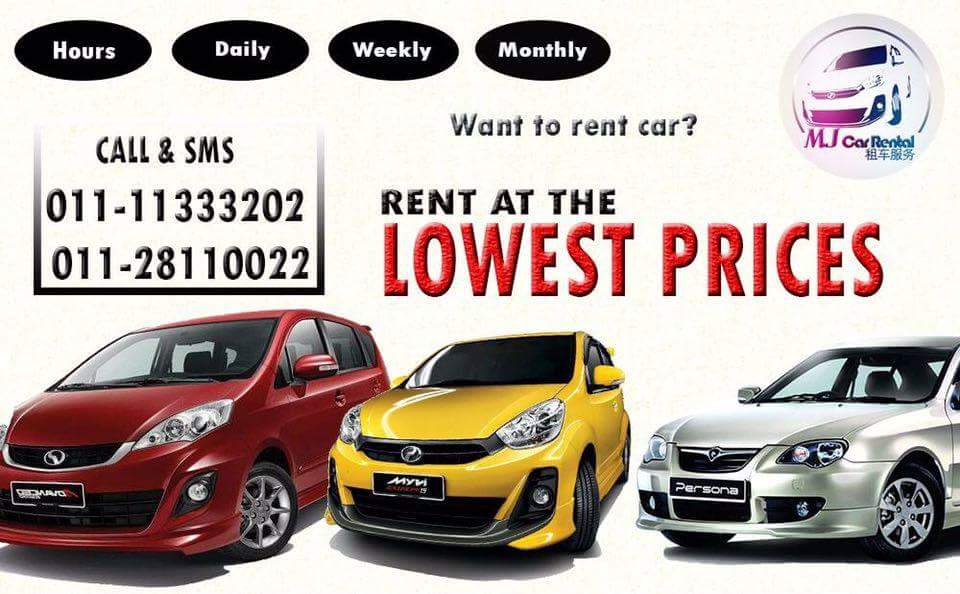 Hours
Daily
Weekly
Monthly
Want to rent car?
MJ Car Rental
租车服务
CALL & SMS
011-11333202
011-28110022
RENT AT THE
LOWEST PRICES
ADVANCED
MYVI
Persona